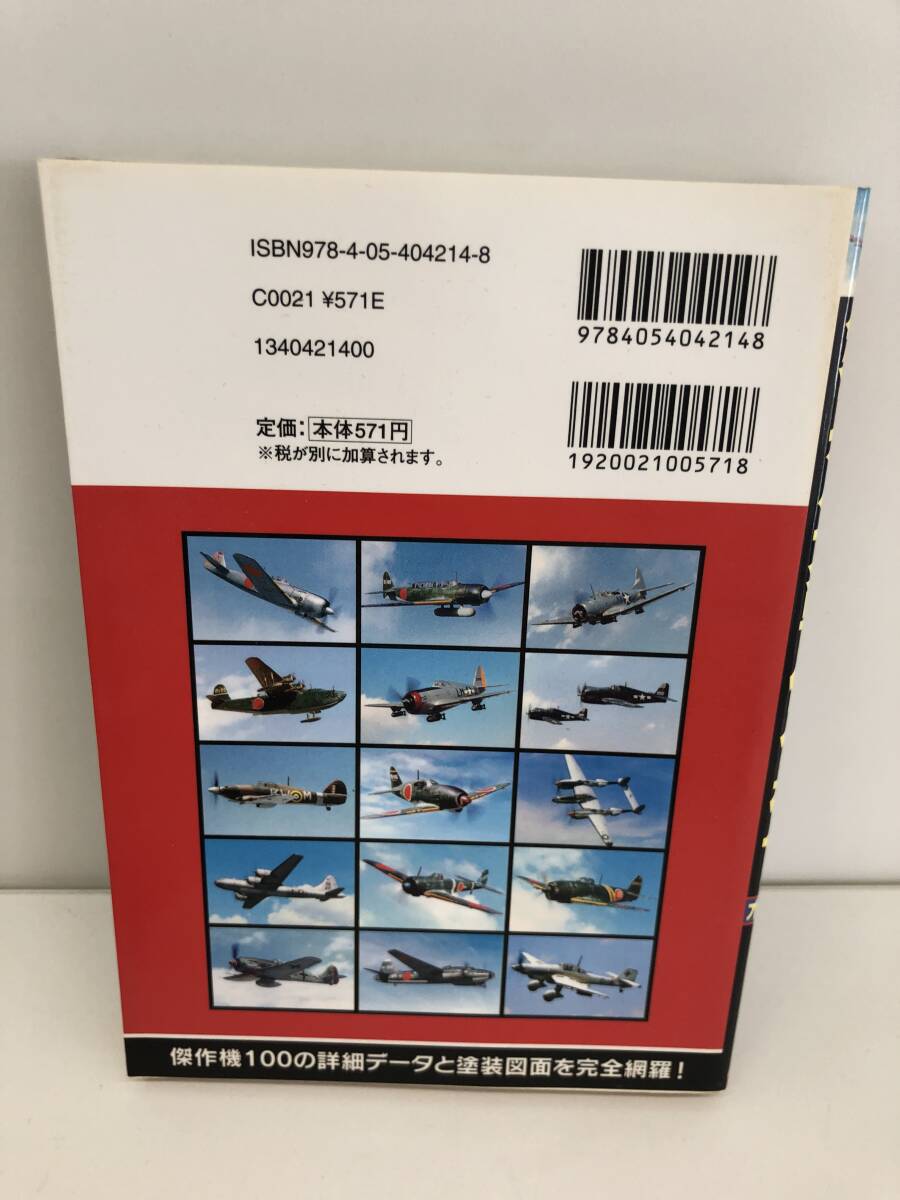 ISBN978-4-05-404214-8
C0021 ¥571E
1340421400
定価：本体571円
※税が別に加算されます。
9784054042148
1920021005718
傑作機100の詳細データと塗装図面を完全網羅！